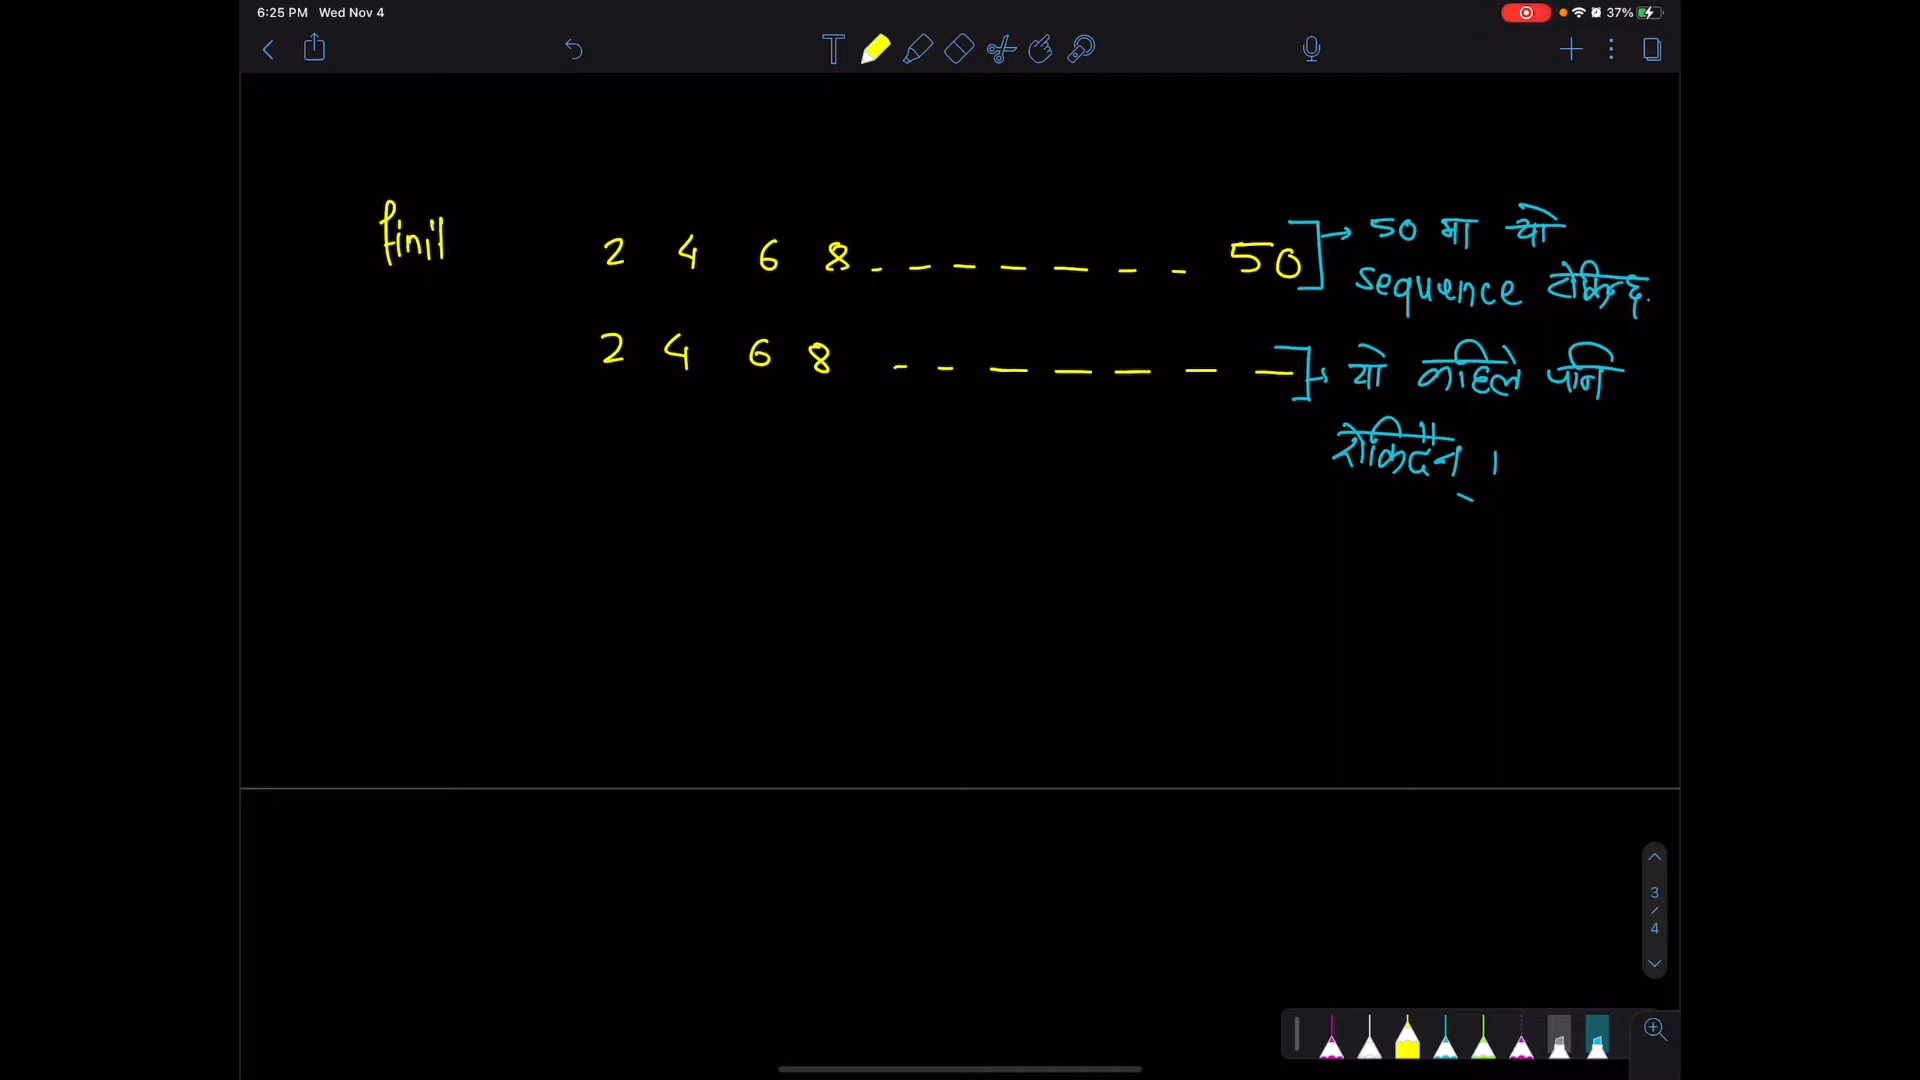 6:25 PM Wed Nov 4
37%
finit 2 4 6 8 - - - - - - - - 50 → 50 मा यो
sequence रोकिन्छ.
2 4 6 8 - - - - - - - → यो कहिले पनि
रोकिदैन् ।
3
/
4